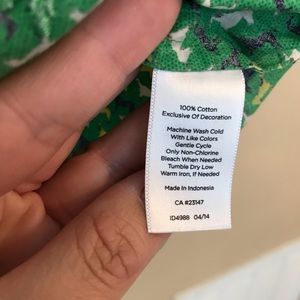 100% Cotton
Exclusive Of Decoration
Machine Wash Cold
With Like Colors
Gentle Cycle
Only Non-Chlorine
Bleach When Needed
Tumble Dry Low
Warm Iron, If Needed
Made In Indonesia
CA #23147
ID4988 04/14